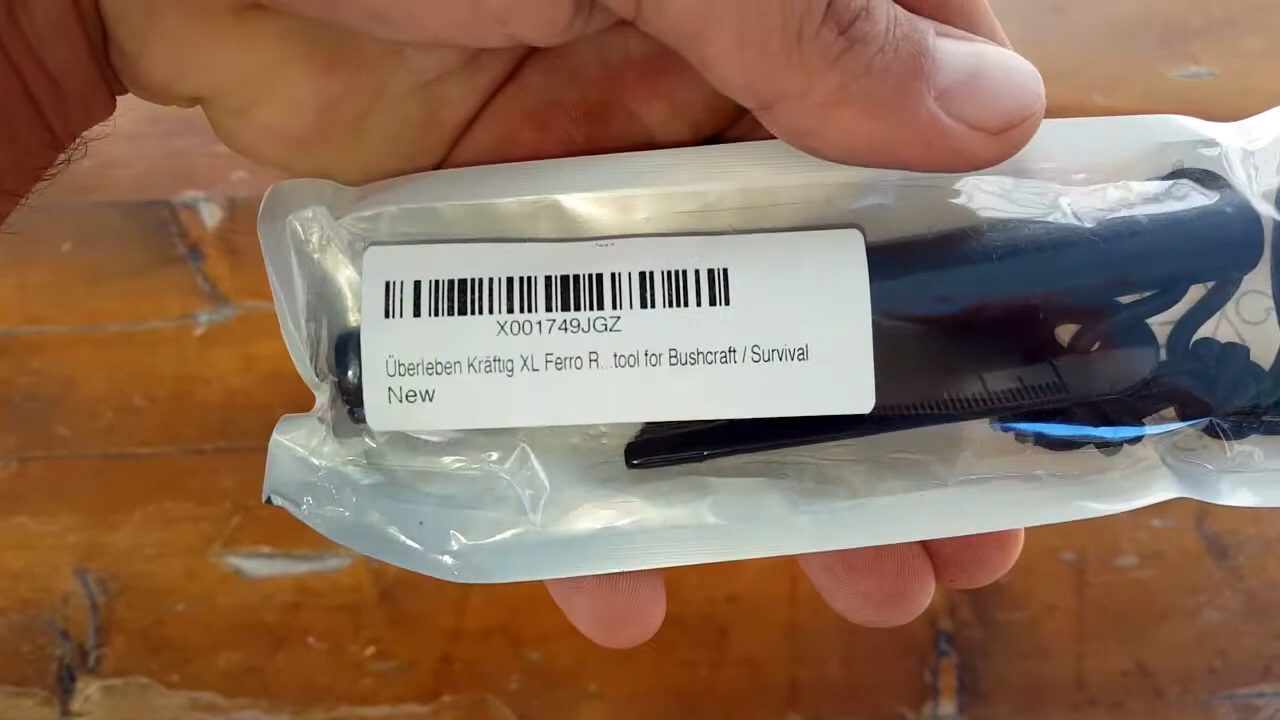 X001749JGZ
Überleben Kräftig XL Ferro R...tool for Bushcraft / Survival
New